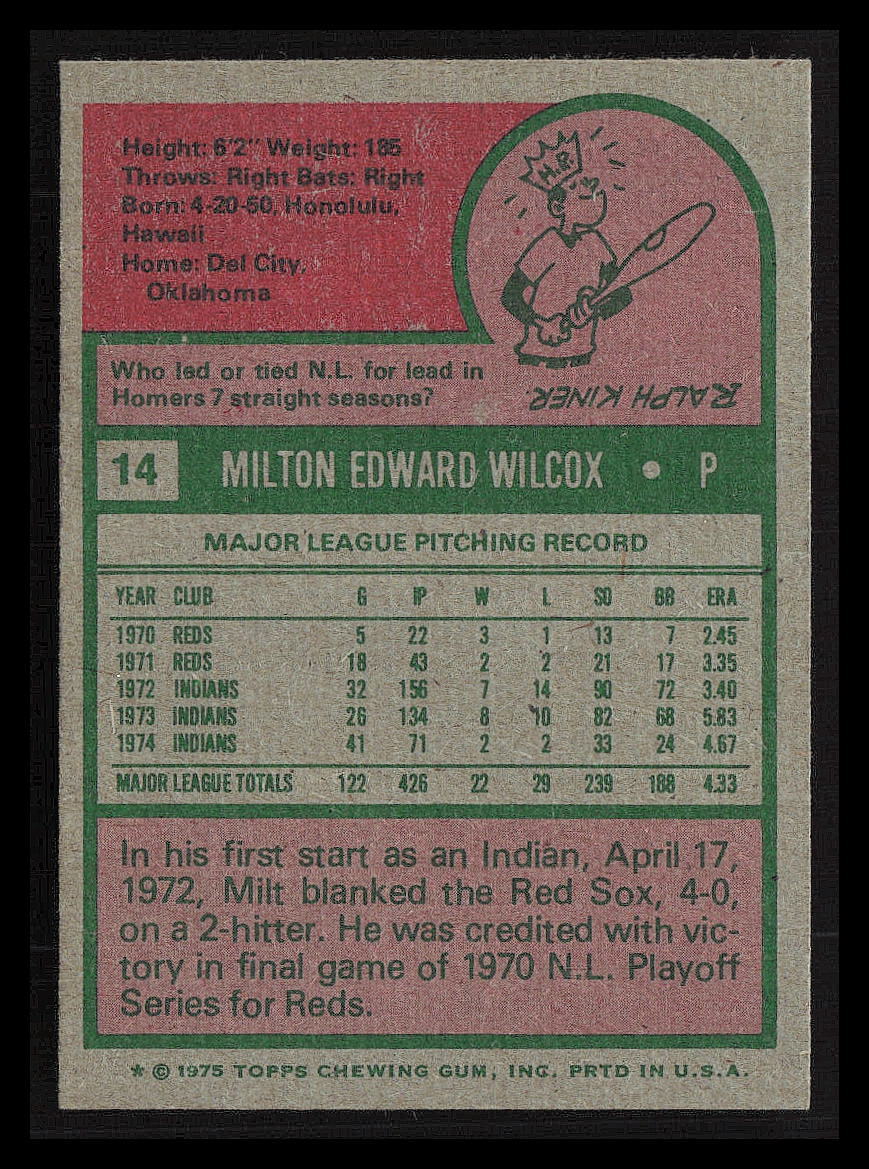 Height: 6'2" Weight: 185
Throws: Right Bats: Right
Born: 4-20-50, Honolulu,
Hawaii
Home: Del City,
Oklahoma
H.R.
Who led or tied N.L. for lead in
Homers 7 straight seasons?
RALPH KINER.
14 MILTON EDWARD WILCOX • P
MAJOR LEAGUE PITCHING RECORD
YEAR CLUB G IP W L SO BB ERA
1970 REDS 5 22 3 1 13 7 2.45
1971 REDS 18 43 2 2 21 17 3.35
1972 INDIANS 32 156 7 14 90 72 3.40
1973 INDIANS 26 134 8 10 82 68 5.83
1974 INDIANS 41 71 2 2 33 24 4.67
MAJOR LEAGUE TOTALS 122 426 22 29 239 188 4.33
In his first start as an Indian, April 17,
1972, Milt blanked the Red Sox, 4-0,
on a 2-hitter. He was credited with vic-
tory in final game of 1970 N.L. Playoff
Series for Reds.
* © 1975 TOPPS CHEWING GUM, INC. PRTD IN U.S.A.